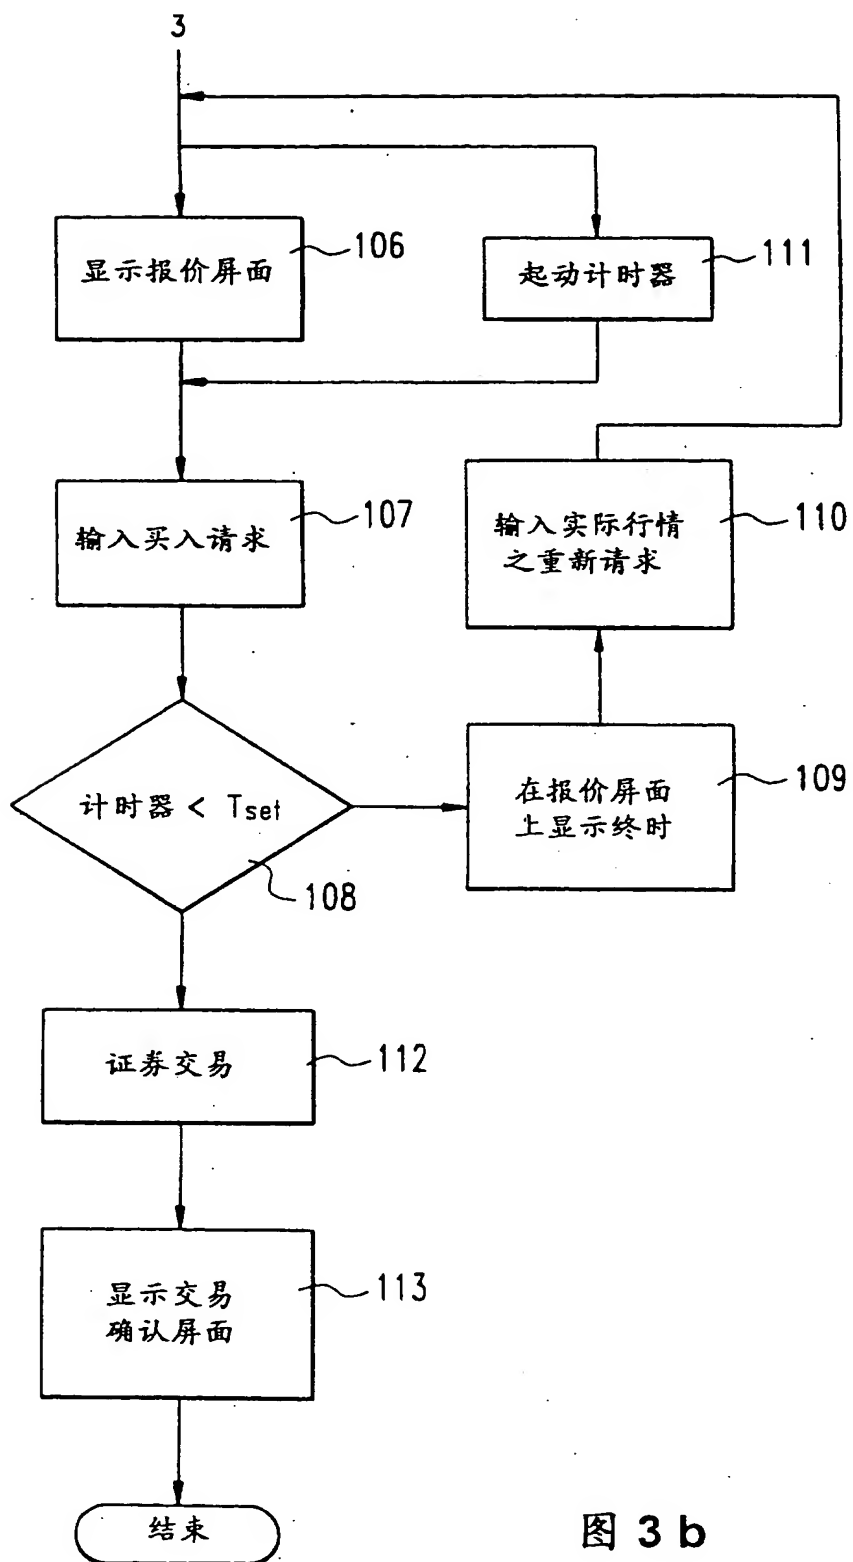 3
显示报价屏面
106
起动计时器
111
输入买入请求
107
输入实际行情
之重新请求
110
计时器 < Tset
108
在报价屏面
上显示终时
109
证券交易
112
显示交易
确认屏面
113
结束
图 3 b